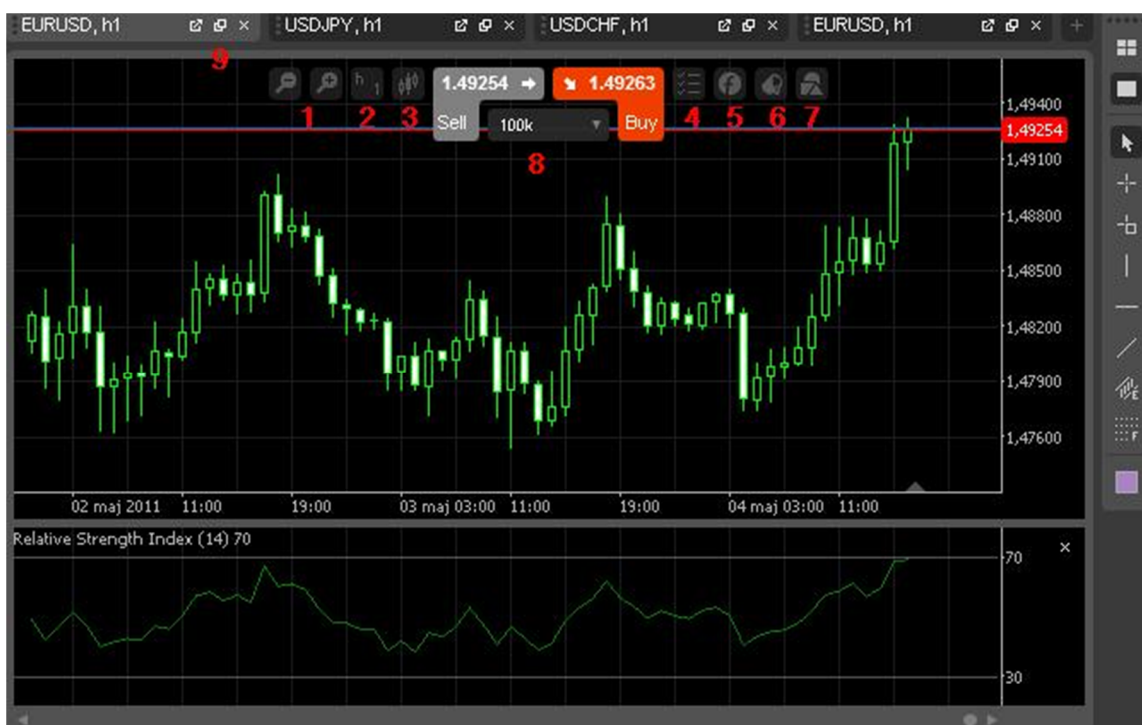 EURUSD, h1 USDJPY, h1 USDCHF, h1 EURUSD, h1
9
h 1
1.49254 1.49263
1 2 3 4 5 6 7
Sell 100k Buy
8
1,49400
1,49254
1,49100
1,48800
1,48500
1,48200
1,47900
1,47600
02 maj 2011 11:00 19:00 03 maj 03:00 11:00 19:00 04 maj 03:00 11:00
Relative Strength Index (14) 70
70
30
E
F